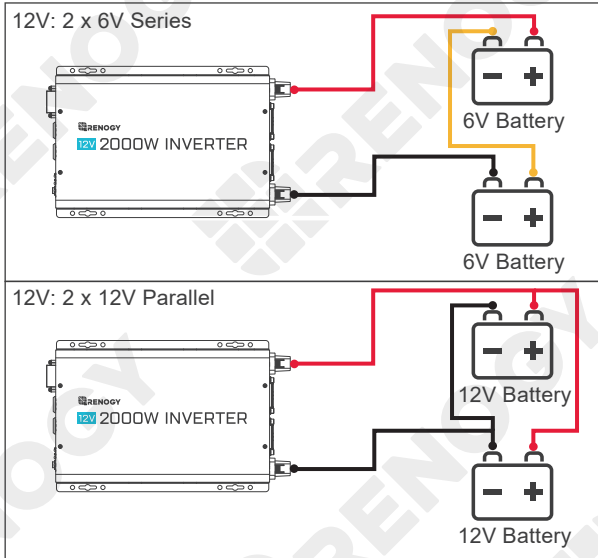 12V: 2 x 6V Series
RENOGY
12V 2000W INVERTER
- +
6V Battery
- +
6V Battery
12V: 2 x 12V Parallel
RENOGY
12V 2000W INVERTER
- +
12V Battery
- +
12V Battery
RENOGY